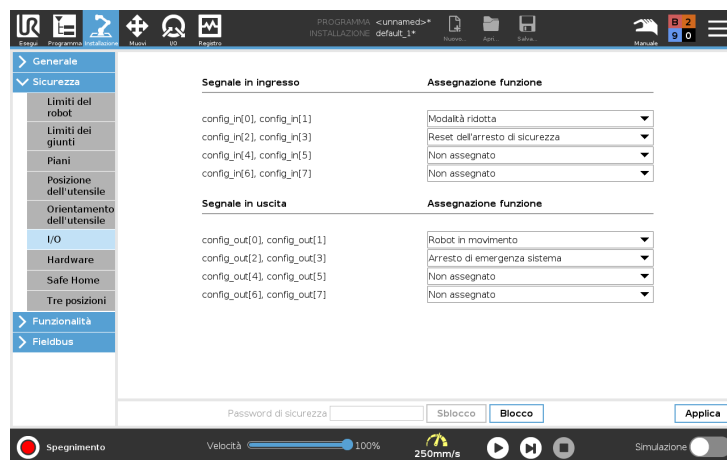 UR
PROGRAMMA <unnamed>*
INSTALLAZIONE default_1*
Esegui Programma Installazione Muovi I/O Registro Nuovo... Apri... Salva... Manuale
B 2
9 0
Generale
Sicurezza
Limiti del
robot
Limiti dei
giunti
Piani
Posizione
dell'utensile
Orientamento
dell'utensile
I/O
Hardware
Safe Home
Tre posizioni
Funzionalità
Fieldbus
Segnale in ingresso Assegnazione funzione
config_in[0], config_in[1] Modalità ridotta
config_in[2], config_in[3] Reset dell'arresto di sicurezza
config_in[4], config_in[5] Non assegnato
config_in[6], config_in[7] Non assegnato
Segnale in uscita Assegnazione funzione
config_out[0], config_out[1] Robot in movimento
config_out[2], config_out[3] Arresto di emergenza sistema
config_out[4], config_out[5] Non assegnato
config_out[6], config_out[7] Non assegnato
Password di sicurezza Sblocco Blocco Applica
Spegnimento Velocità 100% 250mm/s Simulazione